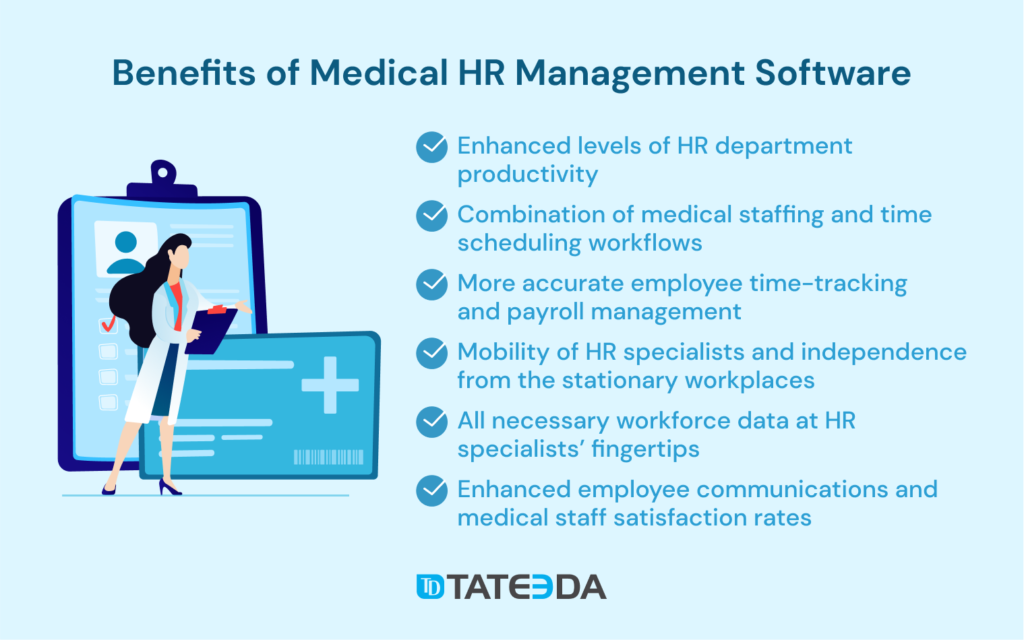 Benefits of Medical HR Management Software
Enhanced levels of HR department
productivity
Combination of medical staffing and time
scheduling workflows
More accurate employee time-tracking
and payroll management
Mobility of HR specialists and independence
from the stationary workplaces
All necessary workforce data at HR
specialists’ fingertips
Enhanced employee communications and
medical staff satisfaction rates
TD TATEEDA